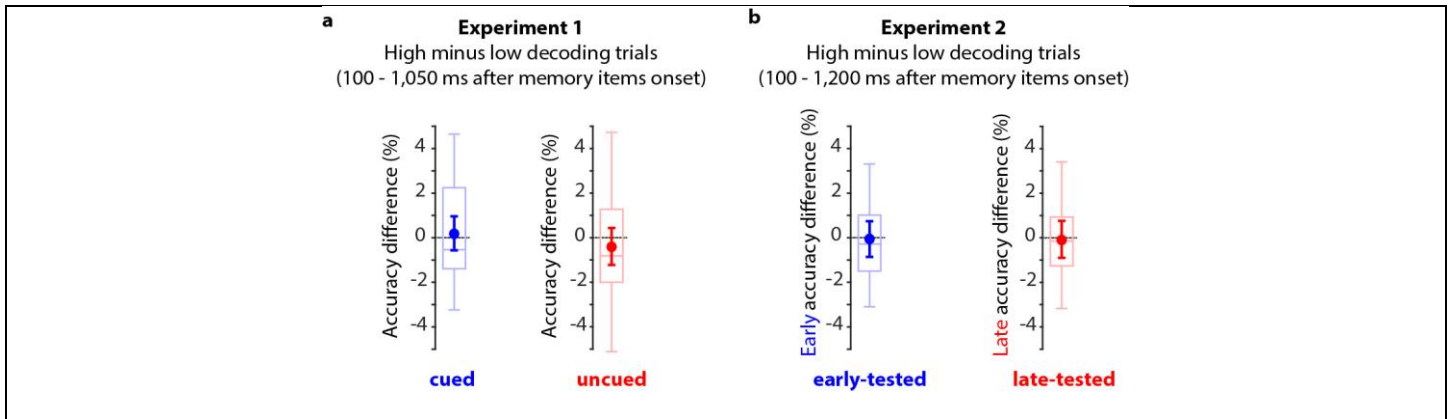 a
Experiment 1
High minus low decoding trials
(100 - 1,050 ms after memory items onset)
Accuracy difference (%)
4
2
0
-2
-4
cued
Accuracy difference (%)
4
2
0
-2
-4
uncued
b
Experiment 2
High minus low decoding trials
(100 - 1,200 ms after memory items onset)
Early accuracy difference (%)
4
2
0
-2
-4
early-tested
Late accuracy difference (%)
4
2
0
-2
-4
late-tested